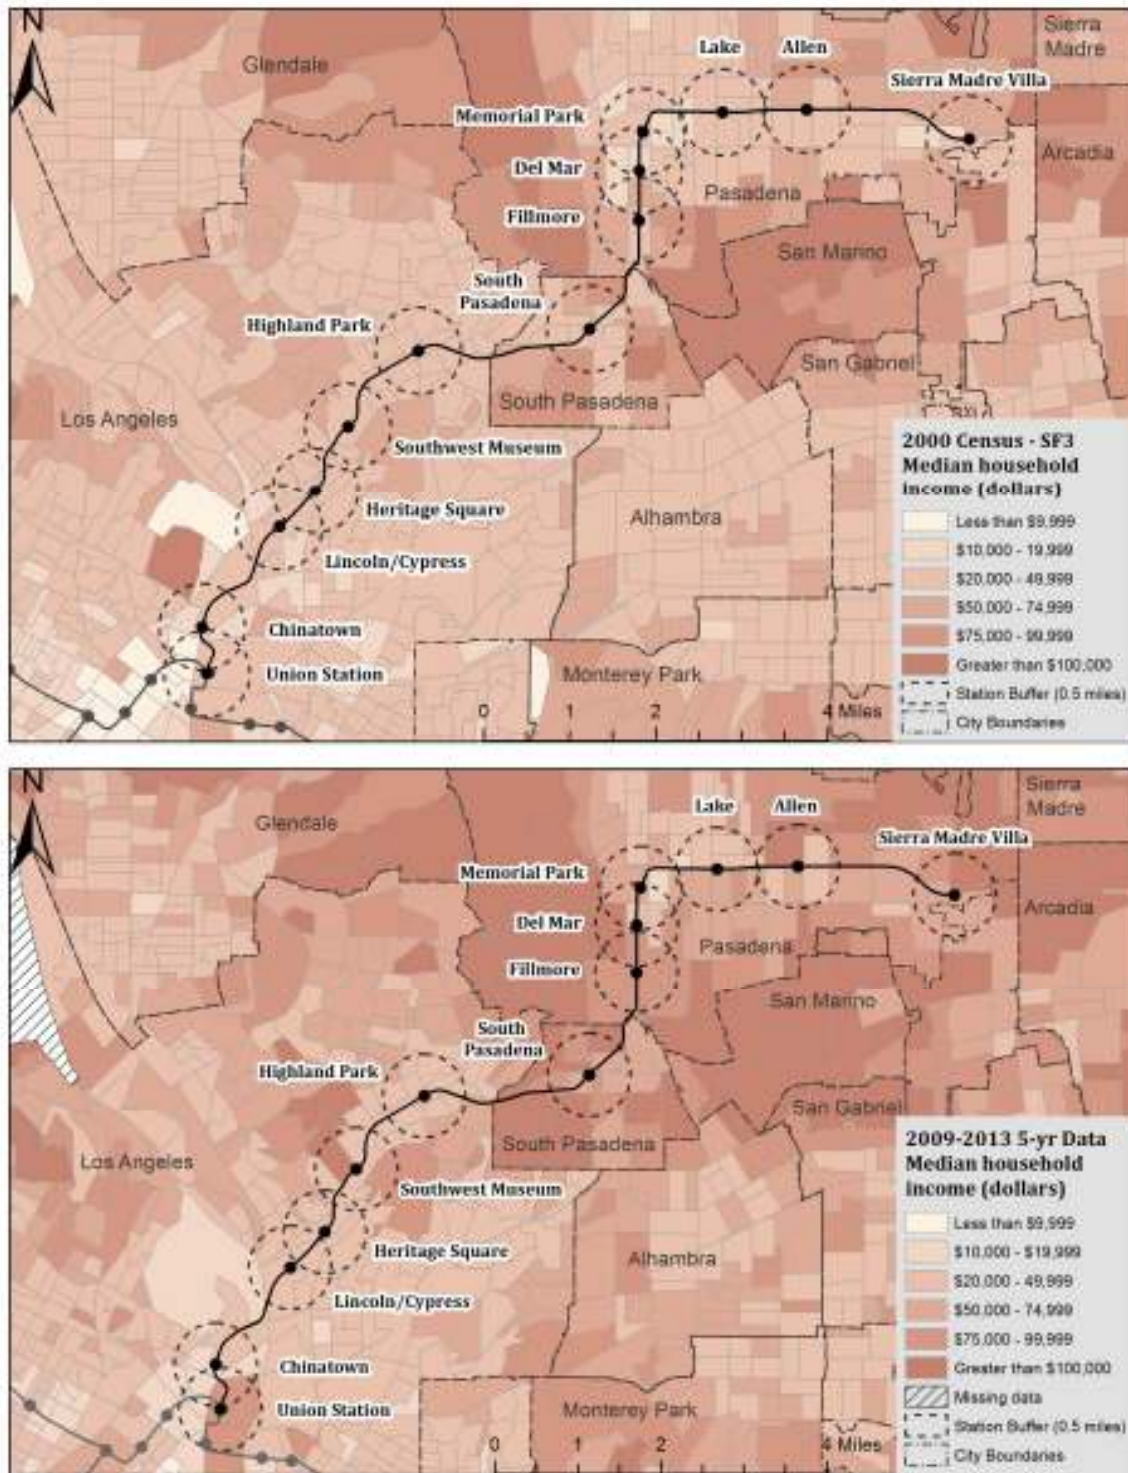 N
Glendale
Lake
Allen
Sierra
Madre
Sierra Madre Villa
Memorial Park
Arcadia
Del Mar
Pasadena
Fillmore
San Marino
South
Pasadena
Highland Park
San Gabriel
Los Angeles
South Pasadena
Southwest Museum
Heritage Square
Alhambra
Lincoln/Cypress
Chinatown
Union Station
Monterey Park
0 1 2 4 Miles
2000 Census - SF3
Median household
income (dollars)
Less than $9,999
$10,000 - 19,999
$20,000 - 49,999
$50,000 - 74,999
$75,000 - 99,999
Greater than $100,000
Station Buffer (0.5 miles)
City Boundaries
N
Glendale
Lake
Allen
Sierra
Madre
Sierra Madre Villa
Memorial Park
Arcadia
Del Mar
Pasadena
Fillmore
San Marino
South
Pasadena
Highland Park
San Gabriel
South Pasadena
Los Angeles
Southwest Museum
Heritage Square
Alhambra
Lincoln/Cypress
Chinatown
Union Station
Monterey Park
0 1 2 4 Miles
2009-2013 5-yr Data
Median household
income (dollars)
Less than $9,999
$10,000 - $19,999
$20,000 - 49,999
$50,000 - 74,999
$75,000 - 99,999
Greater than $100,000
Missing data
Station Buffer (0.5 miles)
City Boundaries